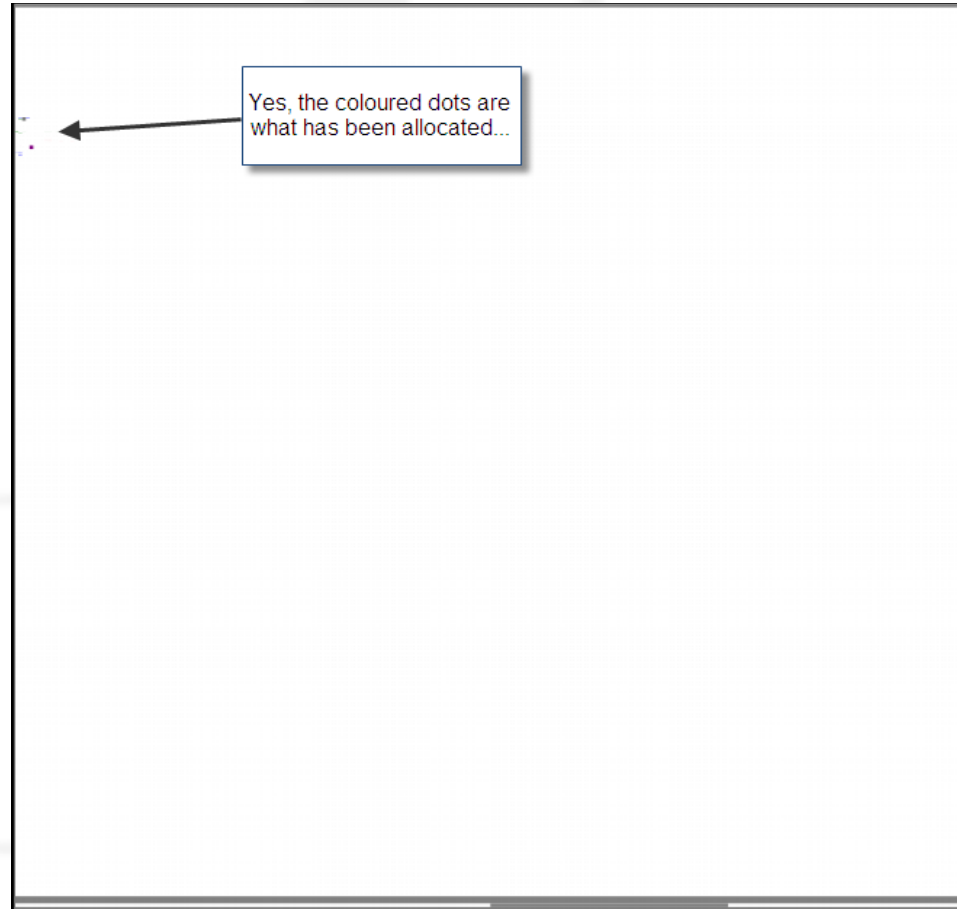 Yes, the coloured dots are
what has been allocated...